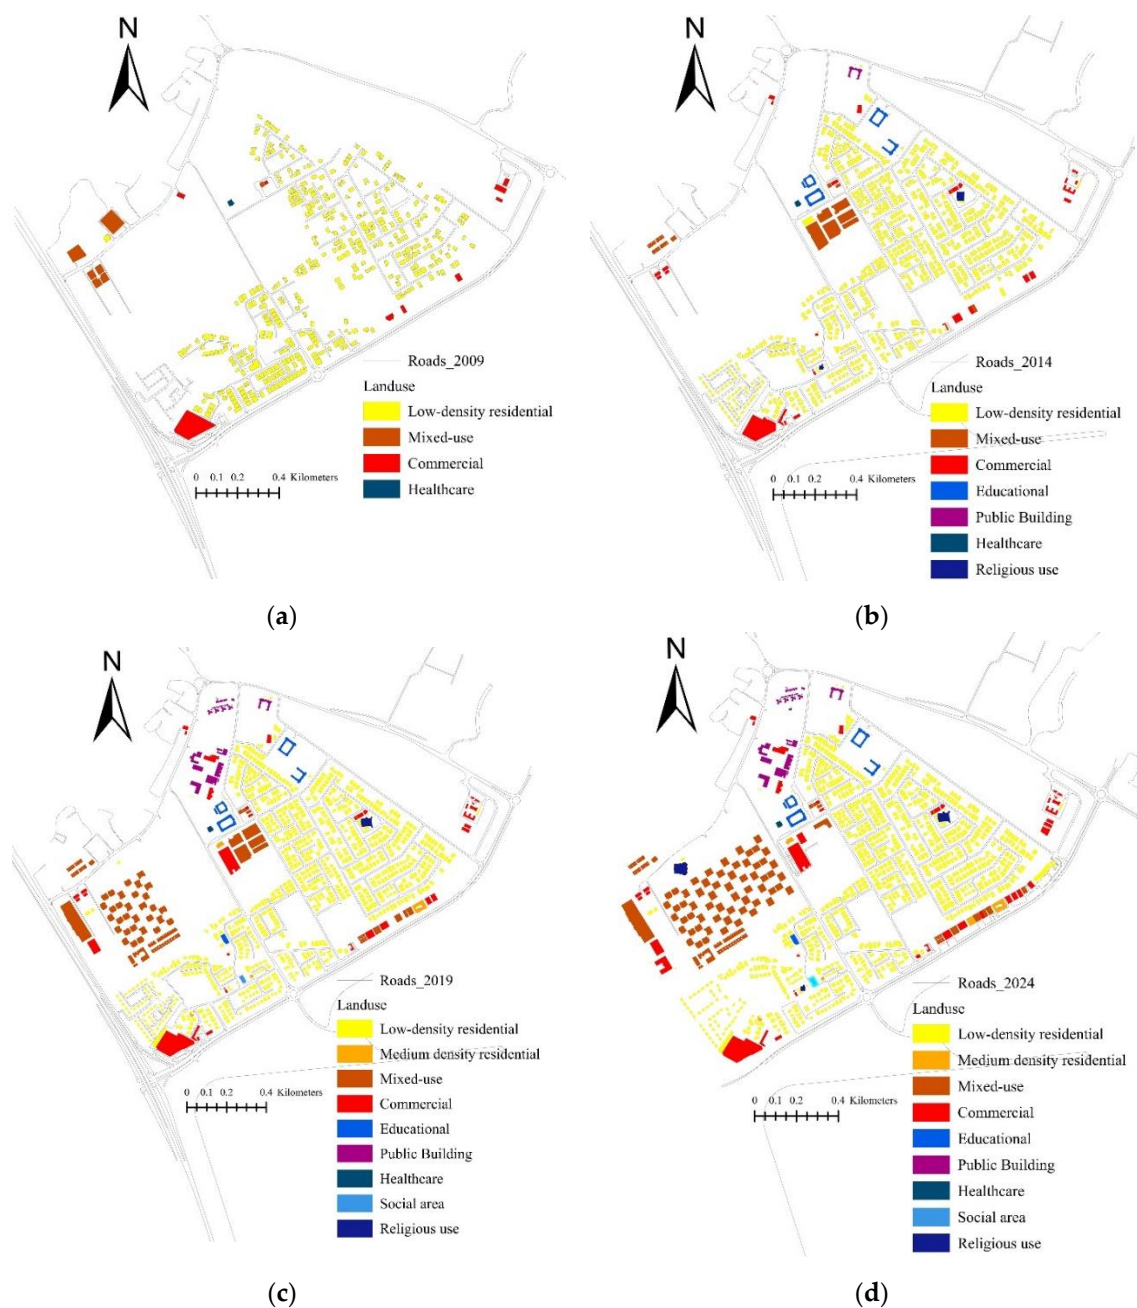 N
Roads_2009
Landuse
Low-density residential
Mixed-use
Commercial
Healthcare
0 0.1 0.2 0.4 Kilometers
(a)
N
Roads_2014
Landuse
Low-density residential
Mixed-use
Commercial
Educational
Public Building
Healthcare
Religious use
0 0.1 0.2 0.4 Kilometers
(b)
N
Roads_2019
Landuse
Low-density residential
Medium density residential
Mixed-use
Commercial
Educational
Public Building
Healthcare
Social area
Religious use
0 0.1 0.2 0.4 Kilometers
(c)
N
Roads_2024
Landuse
Low-density residential
Medium density residential
Mixed-use
Commercial
Educational
Public Building
Healthcare
Social area
Religious use
0 0.1 0.2 0.4 Kilometers
(d)